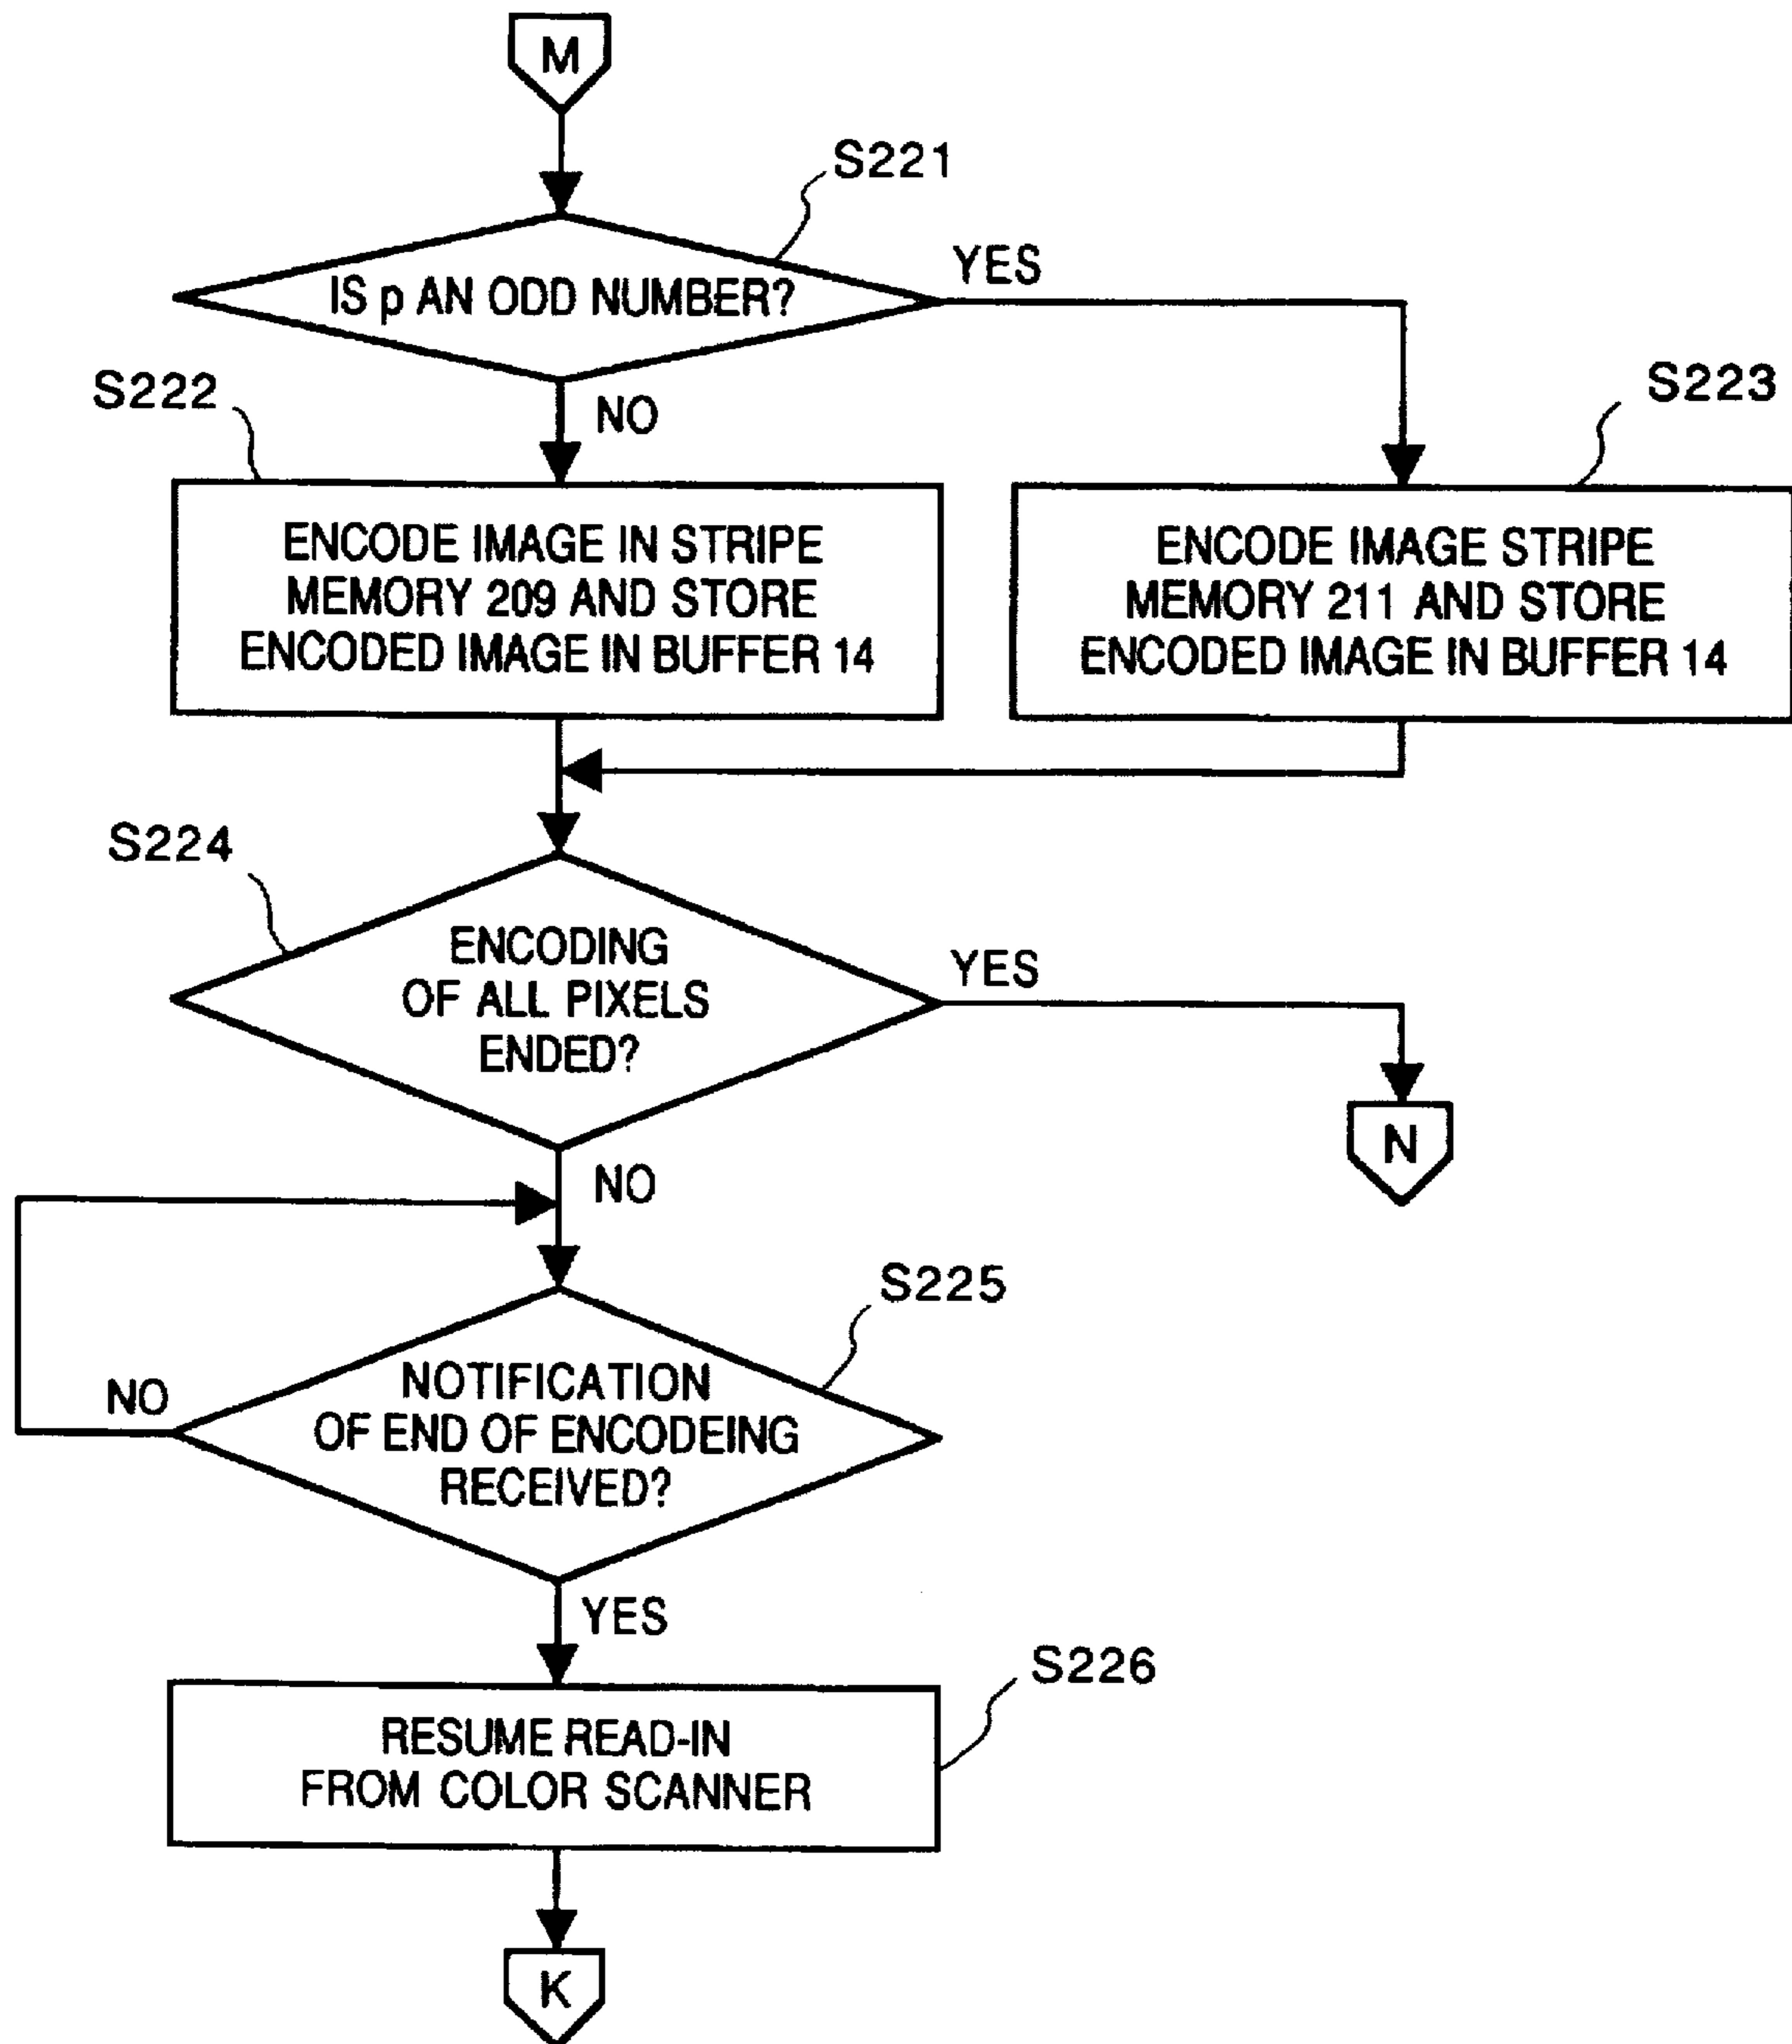 M
S221
IS p AN ODD NUMBER?
YES
S222
NO
S223
ENCODE IMAGE IN STRIPE
MEMORY 209 AND STORE
ENCODED IMAGE IN BUFFER 14
ENCODE IMAGE STRIPE
MEMORY 211 AND STORE
ENCODED IMAGE IN BUFFER 14
S224
ENCODING
OF ALL PIXELS
ENDED?
YES
N
NO
S225
NOTIFICATION
OF END OF ENCODEING
RECEIVED?
NO
YES
S226
RESUME READ-IN
FROM COLOR SCANNER
K